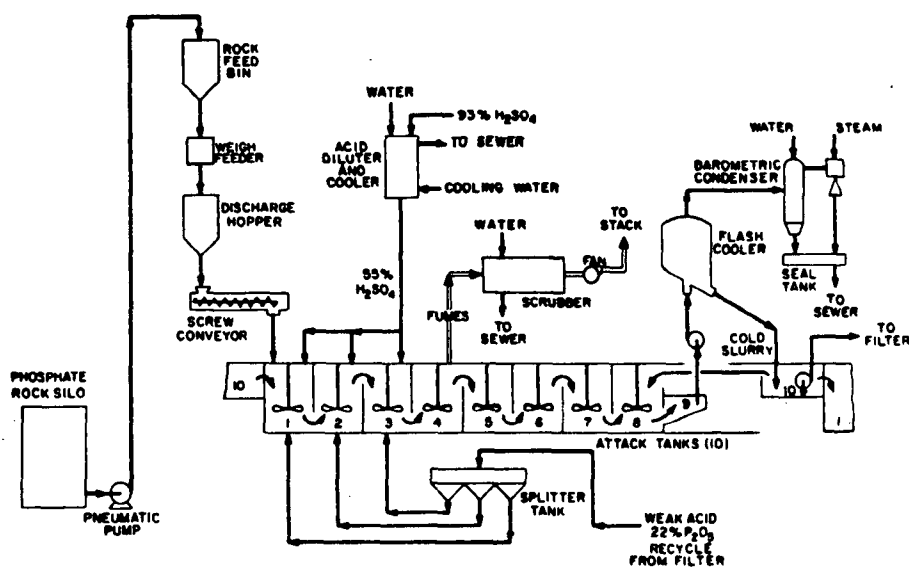 ROCK
FEED
BIN
WEIGH
FEEDER
DISCHARGE
HOPPER
SCREW
CONVEYOR
PHOSPHATE
ROCK SILO
PNEUMATIC
PUMP
WATER
93% H₂SO₄
TO SEWER
ACID
DILUTER
AND
COOLER
COOLING WATER
55%
H₂SO₄
FUMES
WATER
SCRUBBER
TO
SEWER
FAN
TO
STACK
WATER
STEAM
BAROMETRIC
CONDENSER
FLASH
COOLER
SEAL
TANK
TO
SEWER
COLD
SLURRY
TO
FILTER
10 1 2 3 4 5 6 7 8 9 10 1
ATTACK TANKS (10)
SPLITTER
TANK
WEAK ACID
22% P₂O₅
RECYCLE
FROM FILTER